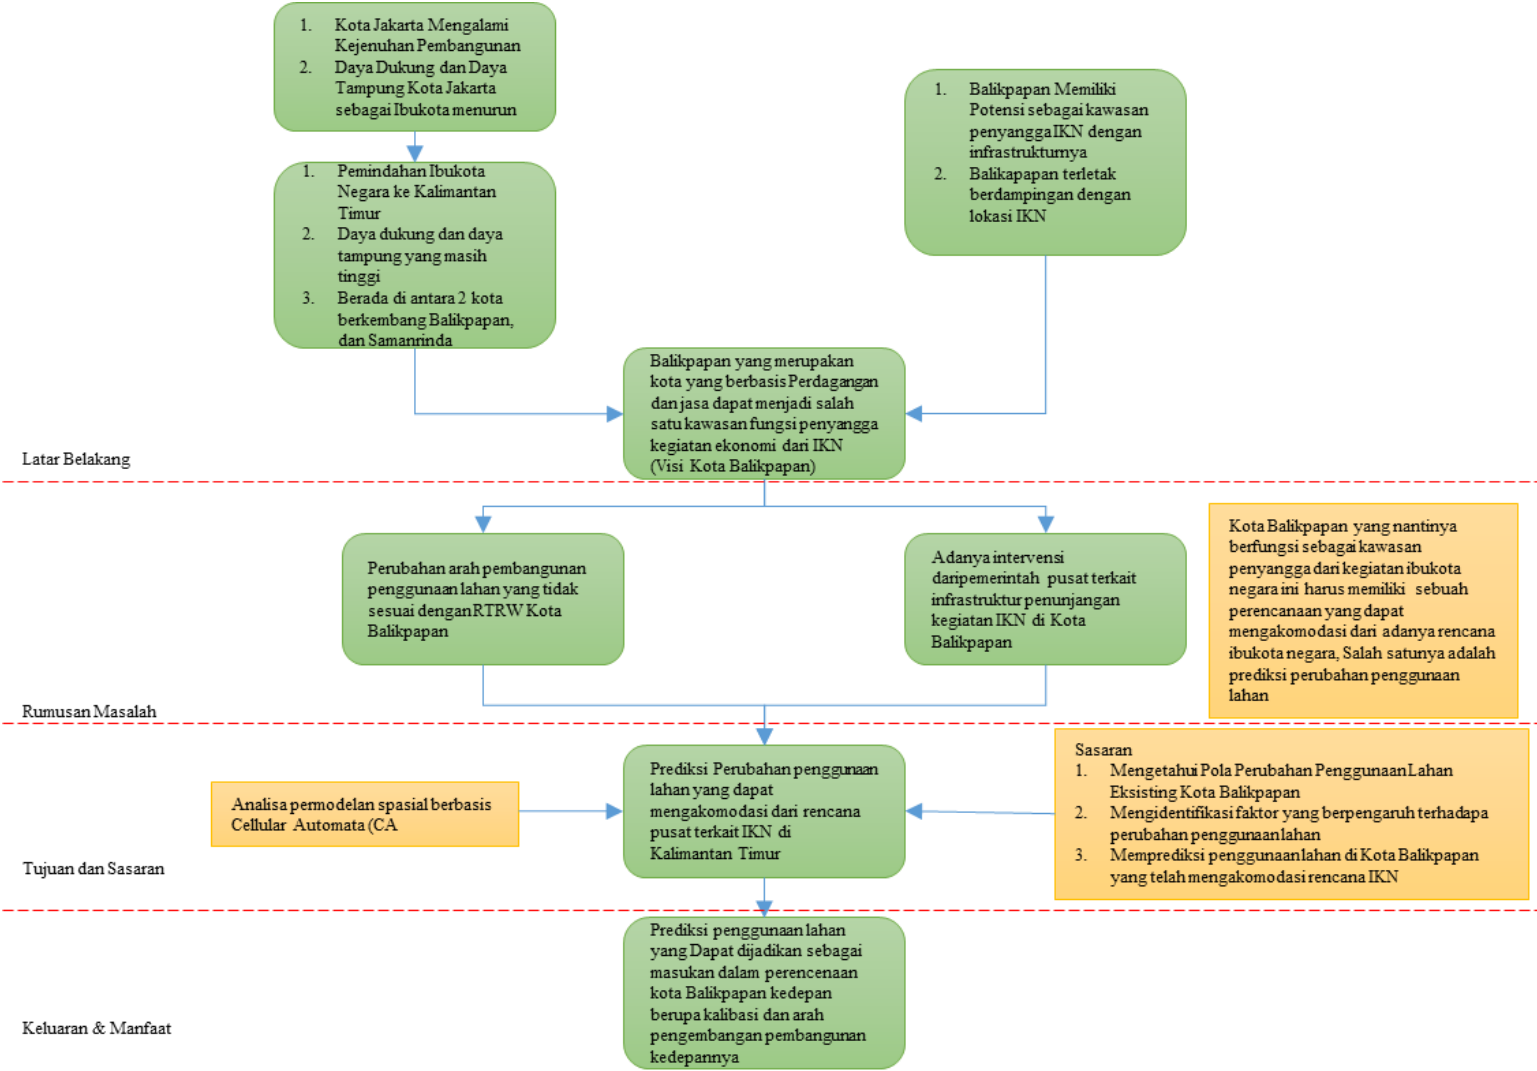 1. Kota Jakarta Mengalami
Kejenuhan Pembangunan
2. Daya Dukung dan Daya
Tampung Kota Jakarta
sebagai Ibukota menurun
1. Balikpapan Memiliki
Potensi sebagai kawasan
penyangga IKN dengan
infrastrukturnya
2. Balikapapan terletak
berdampingan dengan
lokasi IKN
1. Pemindahan Ibukota
Negara ke Kalimantan
Timur
2. Daya dukung dan daya
tampung yang masih
tinggi
3. Berada di antara 2 kota
berkembang Balikpapan,
dan Samanrinda
Balikpapan yang merupakan
kota yang berbasis Perdagangan
dan jasa dapat menjadi salah
satu kawasan fungsi penyangga
kegiatan ekonomi dari IKN
(Visi Kota Balikpapan)
Latar Belakang
Perubahan arah pembangunan
penggunaan lahan yang tidak
sesuai dengan RTRW Kota
Balikpapan
Adanya intervensi
daripemerintah pusat terkait
infrastruktur penunjangan
kegiatan IKN di Kota
Balikpapan
Kota Balikpapan yang nantinya
berfungsi sebagai kawasan
penyangga dari kegiatan ibukota
negara ini harus memiliki sebuah
perencanaan yang dapat
mengakomodasi dari adanya rencana
ibukota negara, Salah satunya adalah
prediksi perubahan penggunaan
lahan
Rumusan Masalah
Analisa permodelan spasial berbasis
Cellular Automata (CA
Prediksi Perubahan penggunaan
lahan yang dapat
mengakomodasi dari rencana
pusat terkait IKN di
Kalimantan Timur
Sasaran
1. Mengetahui Pola Perubahan Penggunaan Lahan
Eksisting Kota Balikpapan
2. Mengidentifikasi faktor yang berpengaruh terhadapa
perubahan penggunaan lahan
3. Memprediksi penggunaan lahan di Kota Balikpapan
yang telah mengakomodasi rencana IKN
Tujuan dan Sasaran
Prediksi penggunaan lahan
yang Dapat dijadikan sebagai
masukan dalam perencenaan
kota Balikpapan kedepan
berupa kalibasi dan arah
pengembangan pembangunan
kedepannya
Keluaran & Manfaat